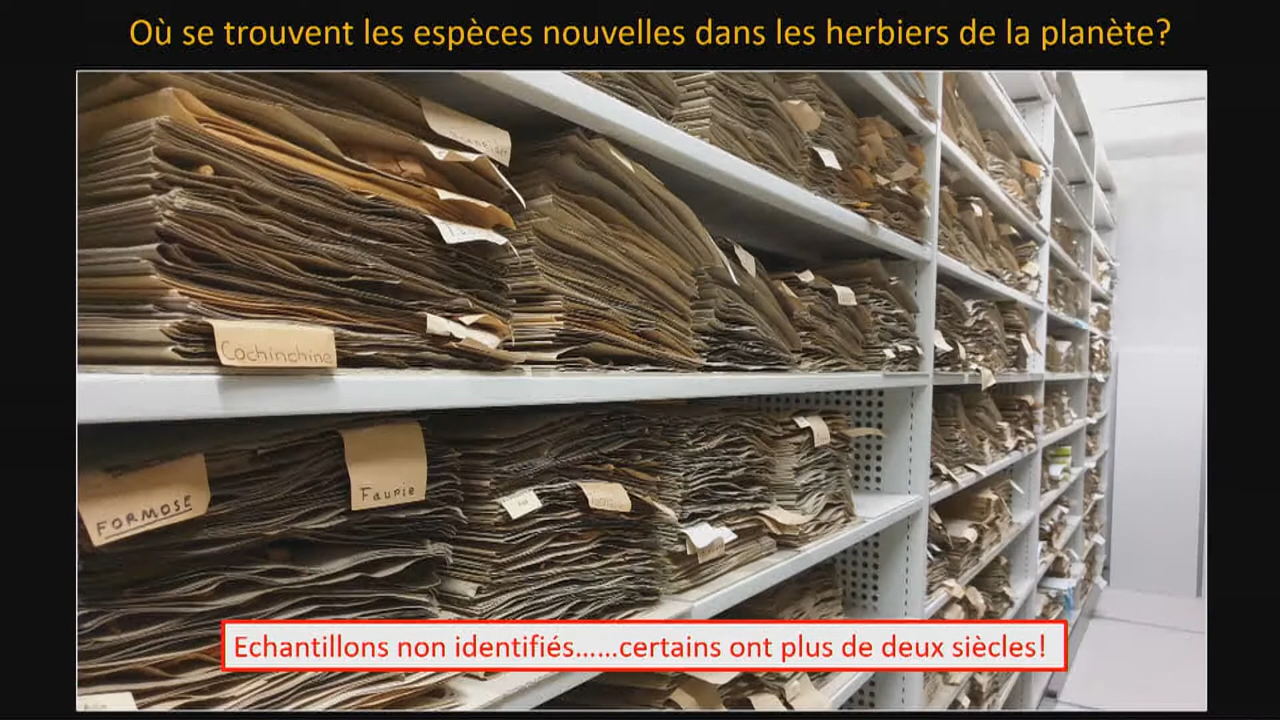 Où se trouvent les espèces nouvelles dans les herbiers de la planète?
Cochinchine
FORMOSE
Faurie
Echantillons non identifiés......certains ont plus de deux siècles!